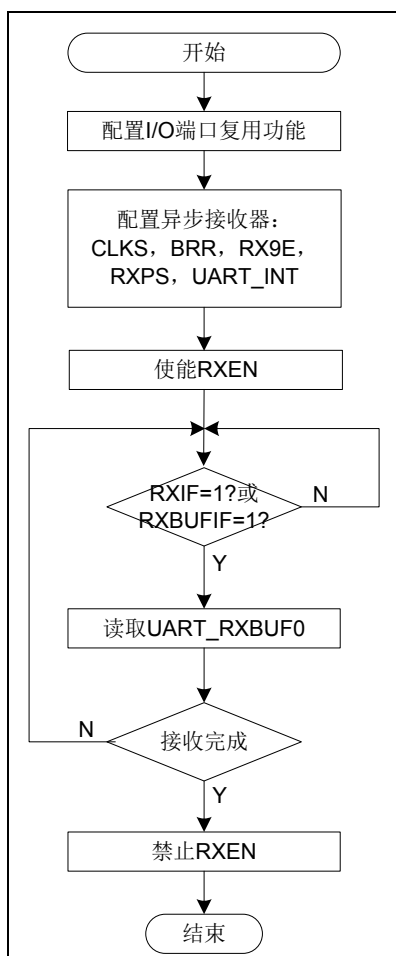 开始
配置I/O端口复用功能
配置异步接收器：
CLKS，BRR，RX9E，
RXPS，UART_INT
使能RXEN
RXIF=1?或
RXBUFIF=1?
N
Y
读取UART_RXBUF0
N
接收完成
Y
禁止RXEN
结束